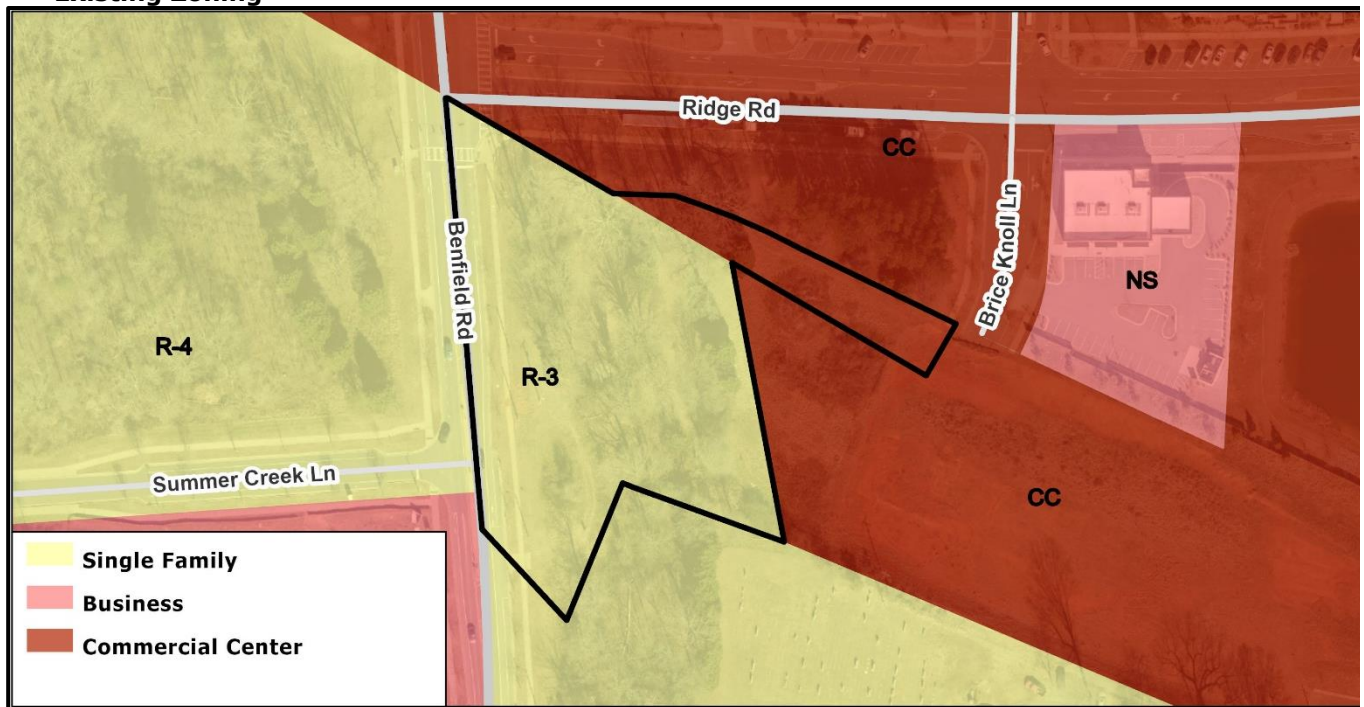 Existing Zoning
Ridge Rd
CC
Brice Knoll Ln
Benfield Rd
NS
R-4
R-3
Summer Creek Ln
CC
Single Family
Business
Commercial Center